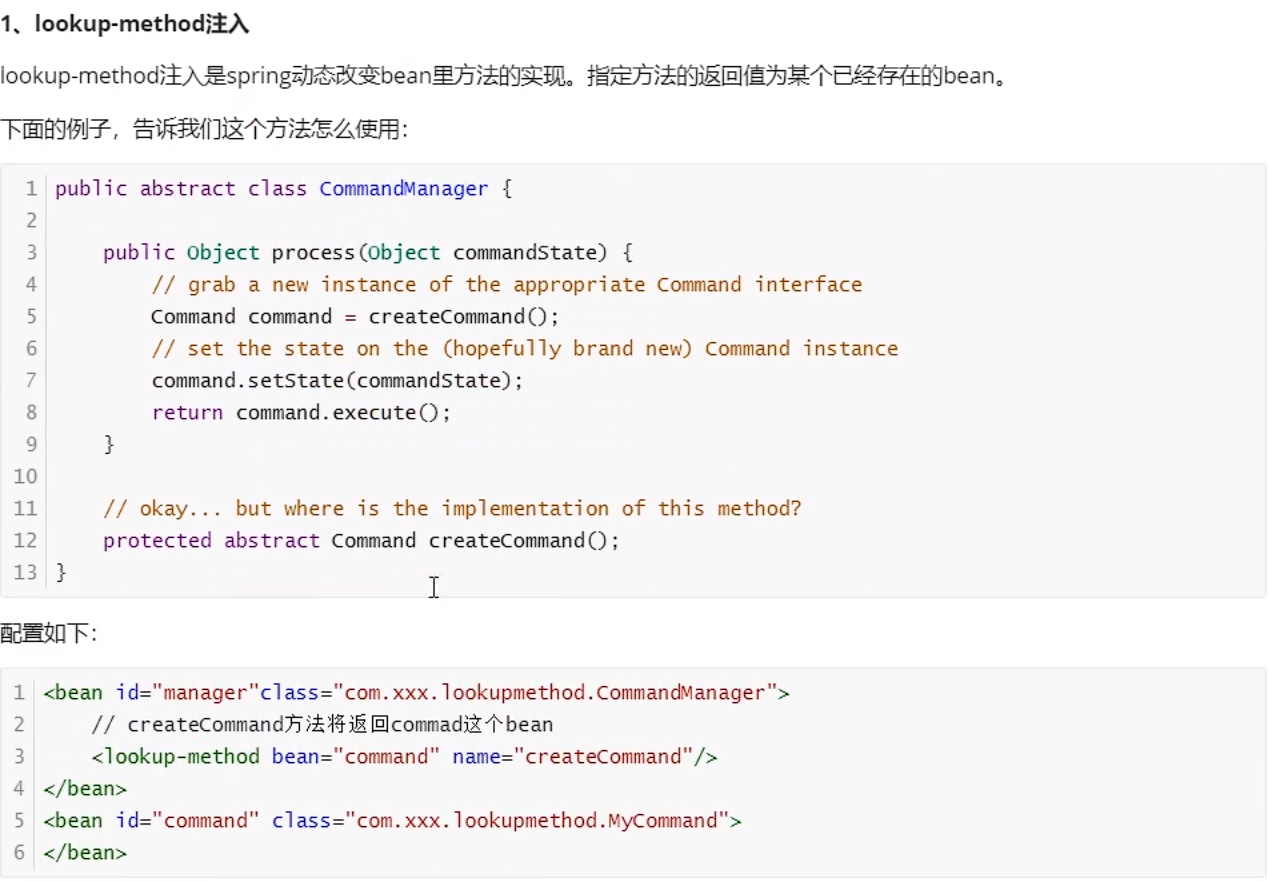 1、lookup-method注入
lookup-method注入是spring动态改变bean里方法的实现。指定方法的返回值为某个已经存在的bean。
下面的例子，告诉我们这个方法怎么使用：
1 public abstract class CommandManager {
2
3     public Object process(Object commandState) {
4         // grab a new instance of the appropriate Command interface
5         Command command = createCommand();
6         // set the state on the (hopefully brand new) Command instance
7         command.setState(commandState);
8         return command.execute();
9     }
10
11     // okay... but where is the implementation of this method?
12     protected abstract Command createCommand();
13 }
配置如下：
1 <bean id="manager"class="com.xxx.lookupmethod.CommandManager">
2     // createCommand方法将返回commad这个bean
3     <lookup-method bean="command" name="createCommand"/>
4 </bean>
5 <bean id="command" class="com.xxx.lookupmethod.MyCommand">
6 </bean>